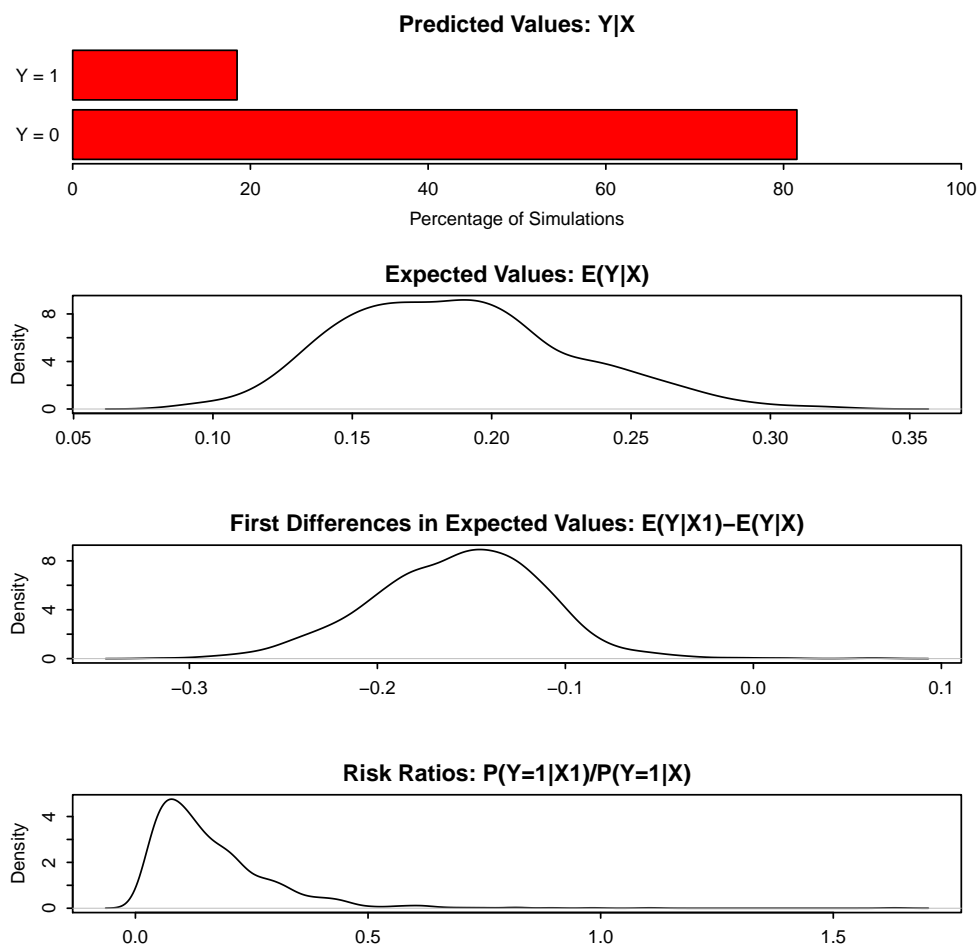 Predicted Values: Y|X
Y = 1
Y = 0
0 20 40 60 80 100
Percentage of Simulations
Expected Values: E(Y|X)
Density
8
4
0
0.05 0.10 0.15 0.20 0.25 0.30 0.35
First Differences in Expected Values: E(Y|X1)−E(Y|X)
Density
8
4
0
−0.3 −0.2 −0.1 0.0 0.1
Risk Ratios: P(Y=1|X1)/P(Y=1|X)
Density
4
2
0
0.0 0.5 1.0 1.5